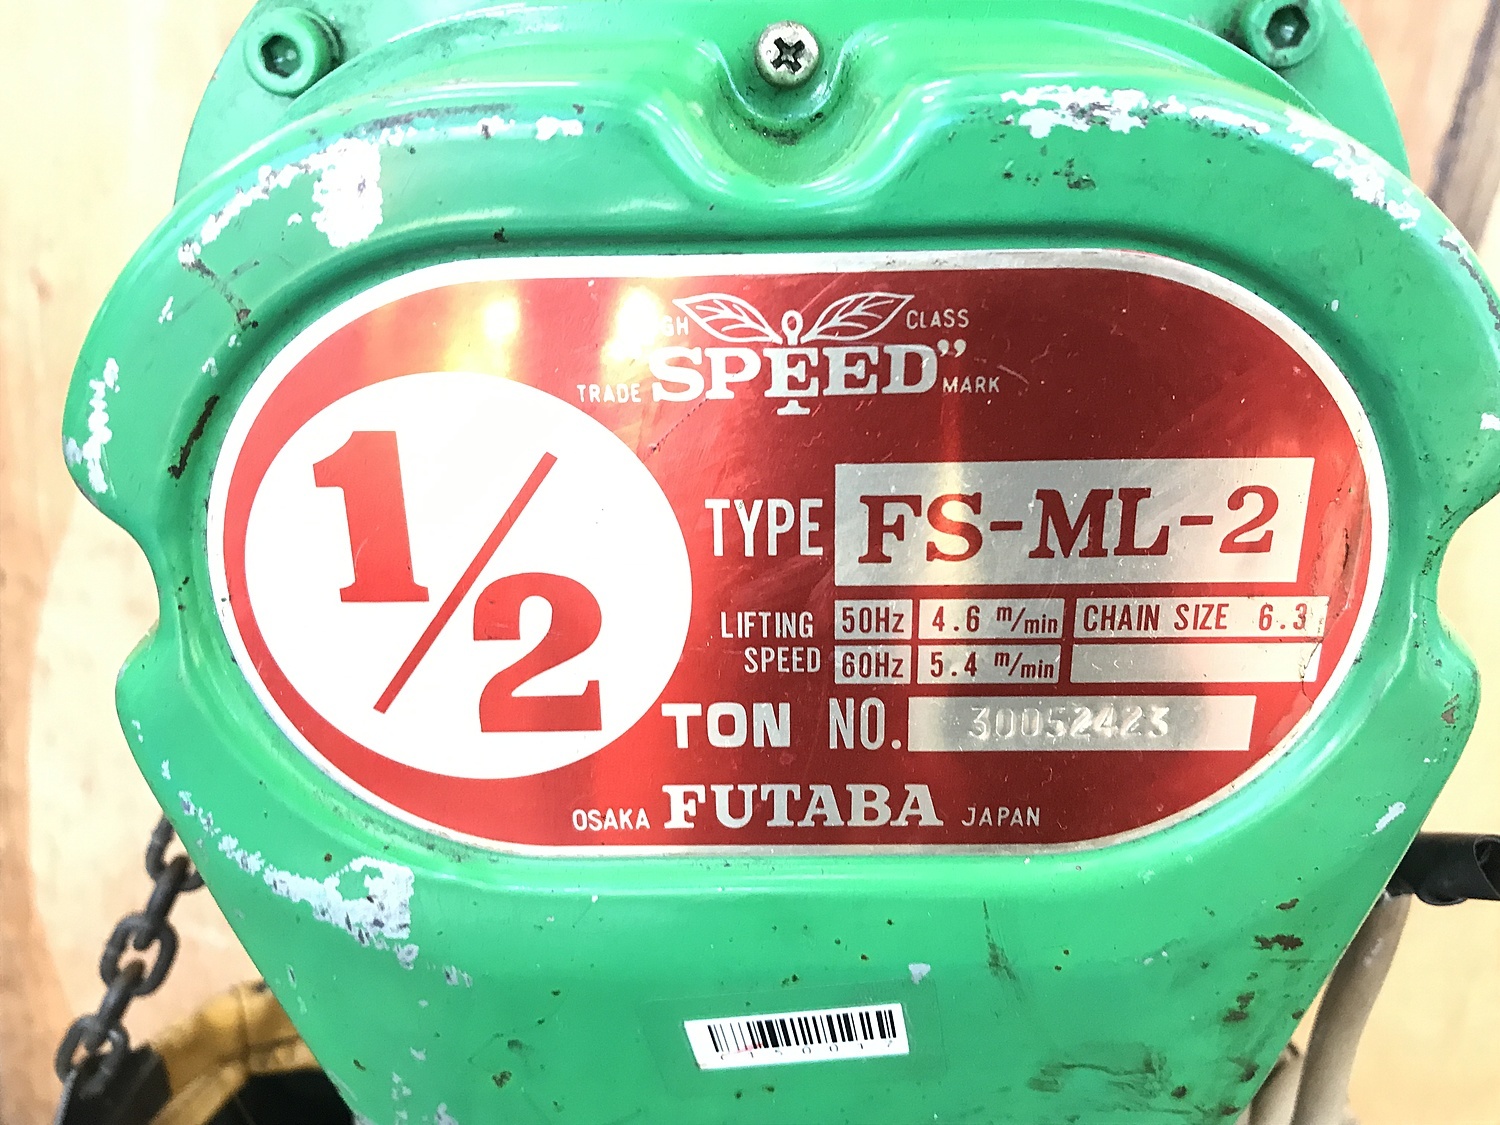 CLASS
"SPEED"
TRADE MARK
1/2
TYPE FS-ML-2
LIFTING SPEED
50Hz 4.6 m/min CHAIN SIZE 6.3
60Hz 5.4 m/min
TON NO. 30052423
OSAKA FUTABA JAPAN